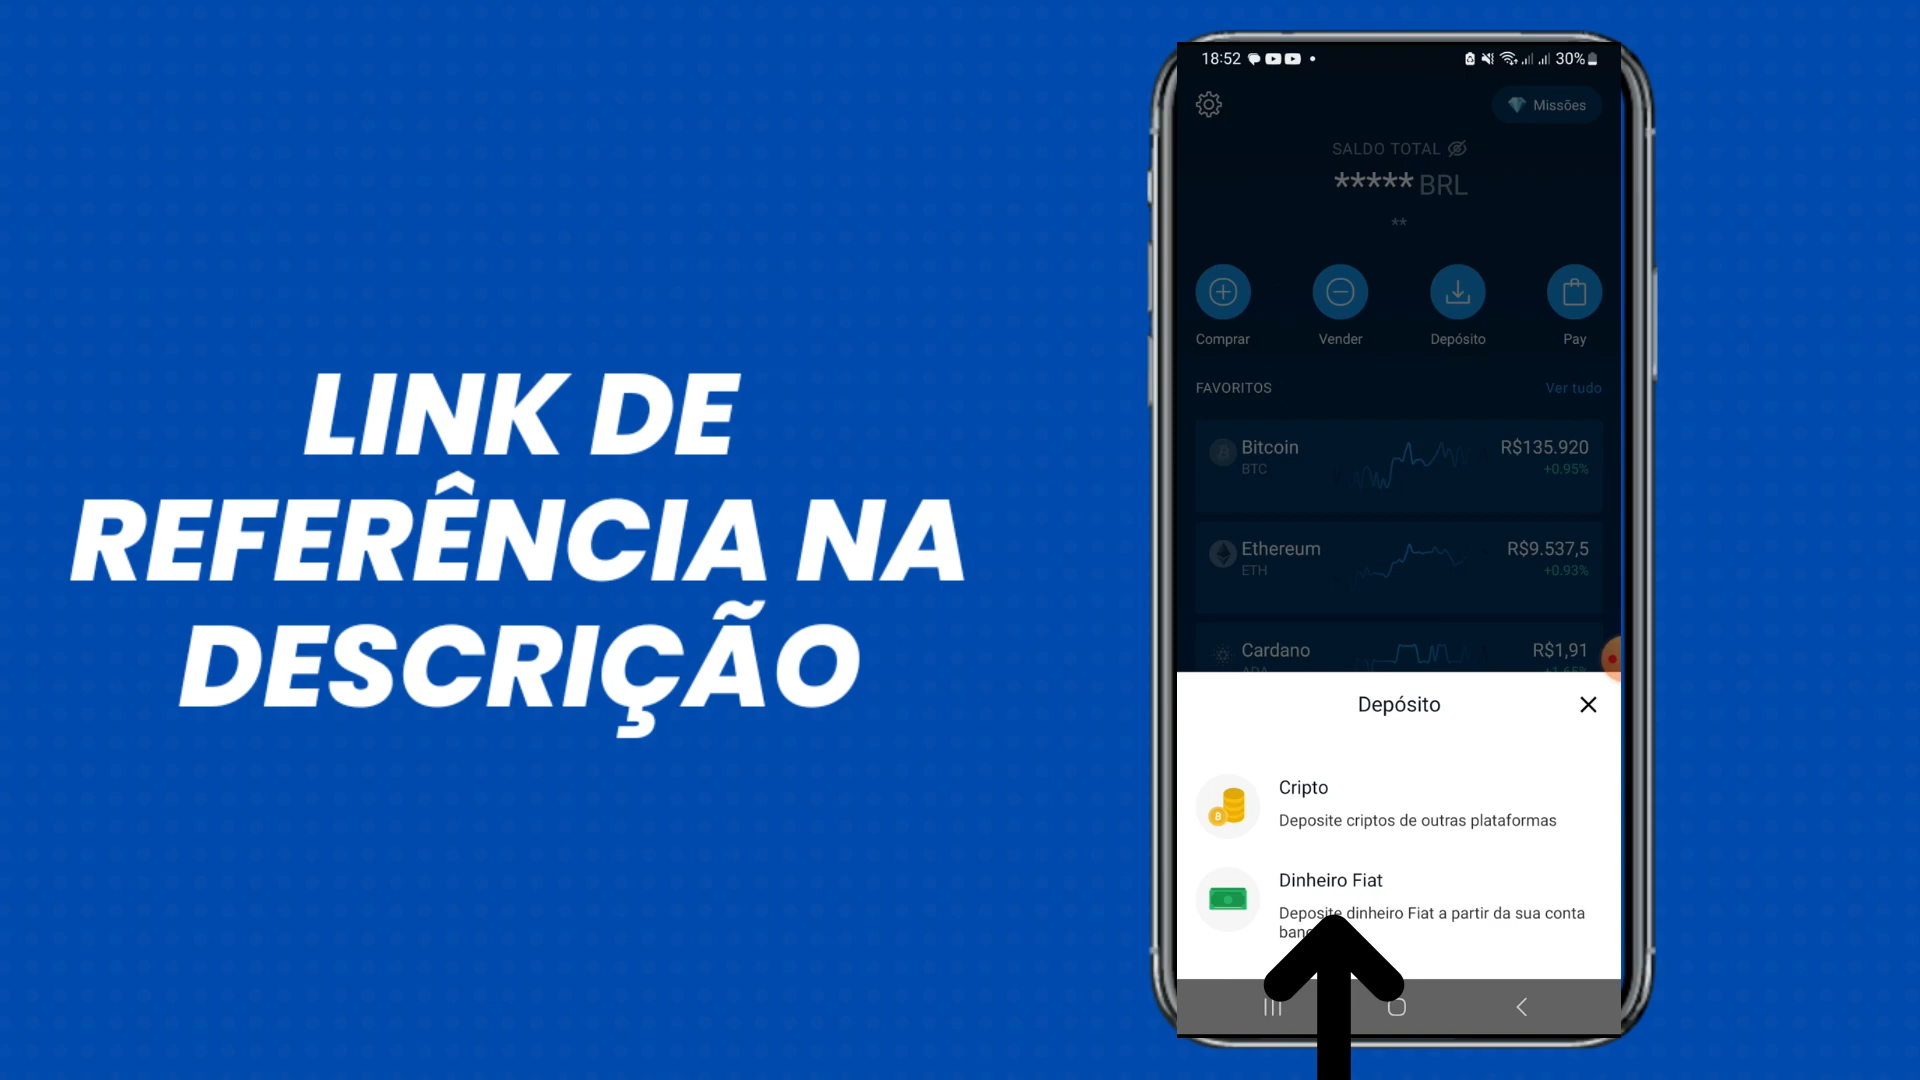 LINK DE
REFERÊNCIA NA
DESCRIÇÃO
18:52
30%
Missões
SALDO TOTAL
***** BRL
**
Comprar
Vender
Depósito
Pay
FAVORITOS
Ver tudo
Bitcoin
R$135.920
BTC
+0.95%
Ethereum
R$9.537,5
ETH
+0.93%
Cardano
R$1,91
Depósito
Cripto
Deposite criptos de outras plataformas
Dinheiro Fiat
Deposite dinheiro Fiat a partir da sua conta